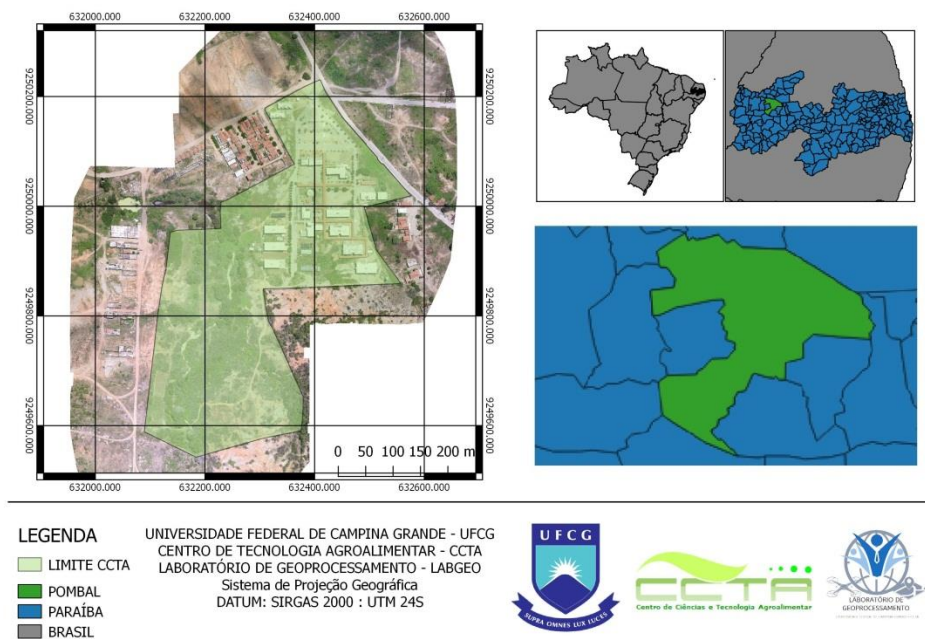 632000.000 632200.000 632400.000 632600.000
9250200.000 9250200.000
9250000.000 9250000.000
9249800.000 9249800.000
9249600.000 9249600.000
0 50 100 150 200 m
632000.000 632200.000 632400.000 632600.000
LEGENDA
LIMITE CCTA
POMBAL
PARAÍBA
BRASIL
UNIVERSIDADE FEDERAL DE CAMPINA GRANDE - UFCG
CENTRO DE TECNOLOGIA AGROALIMENTAR - CCTA
LABORATÓRIO DE GEOPROCESSAMENTO - LABGEO
Sistema de Projeção Geográfica
DATUM: SIRGAS 2000 : UTM 24S
UFCG
SUPRA OMNES LUX LUCES
CCTA
Centro de Ciências e Tecnologia Agroalimentar
LABORATÓRIO DE
GEOPROCESSAMENTO